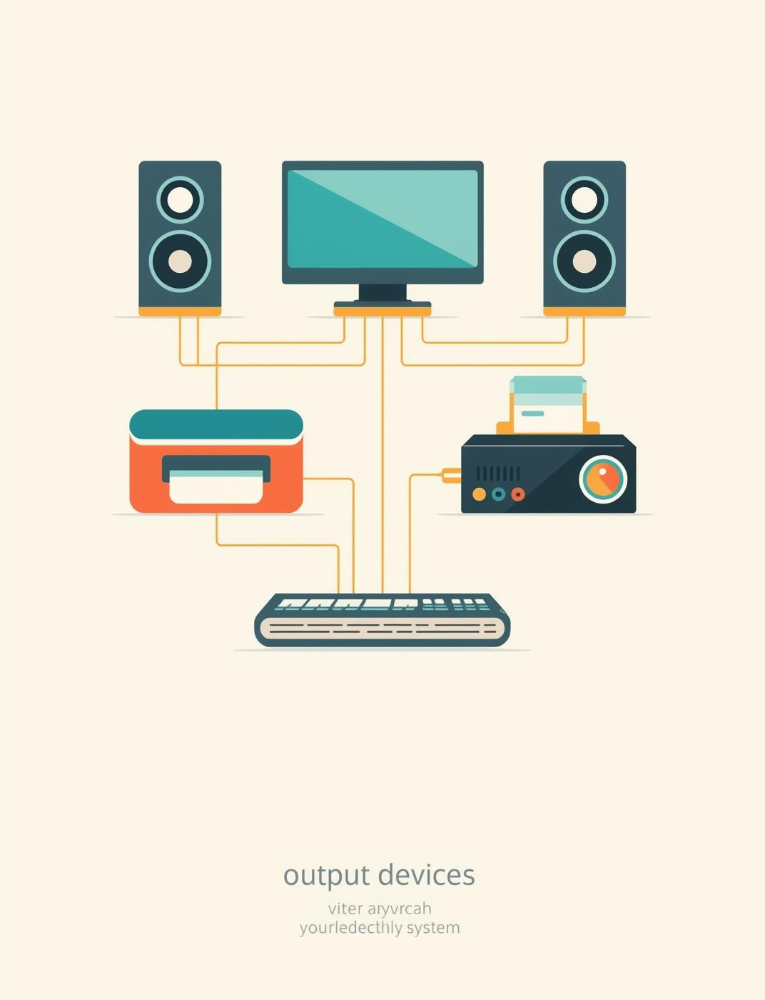 output devices
viter aryvrcah
yourledecthly system